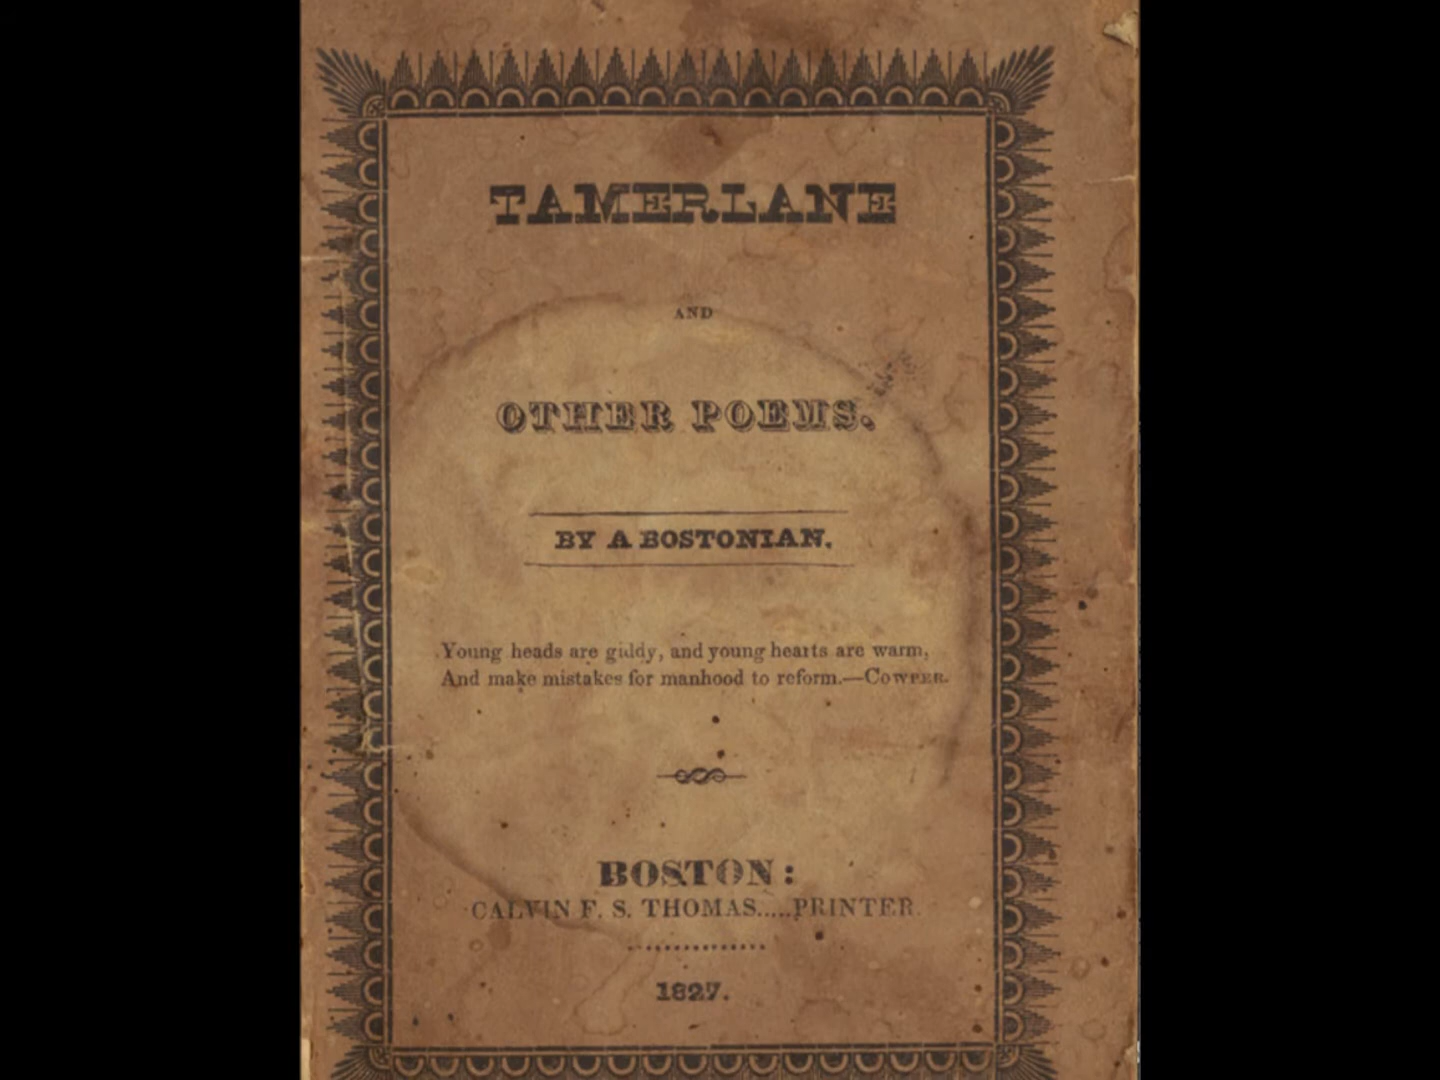 TAMERLANE
AND
OTHER POEMS.
BY A BOSTONIAN.
Young heads are giddy, and young hearts are warm,
And make mistakes for manhood to reform.—COWPER.
BOSTON:
CALVIN F. S. THOMAS.....PRINTER.
1827.